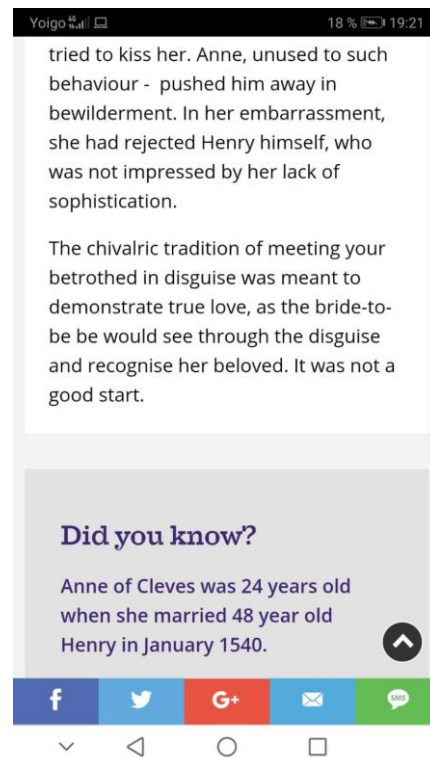 Yoigo 4G
18 % 19:21
tried to kiss her. Anne, unused to such
behaviour - pushed him away in
bewilderment. In her embarrassment,
she had rejected Henry himself, who
was not impressed by her lack of
sophistication.
The chivalric tradition of meeting your
betrothed in disguise was meant to
demonstrate true love, as the bride-to-
be be would see through the disguise
and recognise her beloved. It was not a
good start.
Did you know?
Anne of Cleves was 24 years old
when she married 48 year old
Henry in January 1540.
f G+ SMS